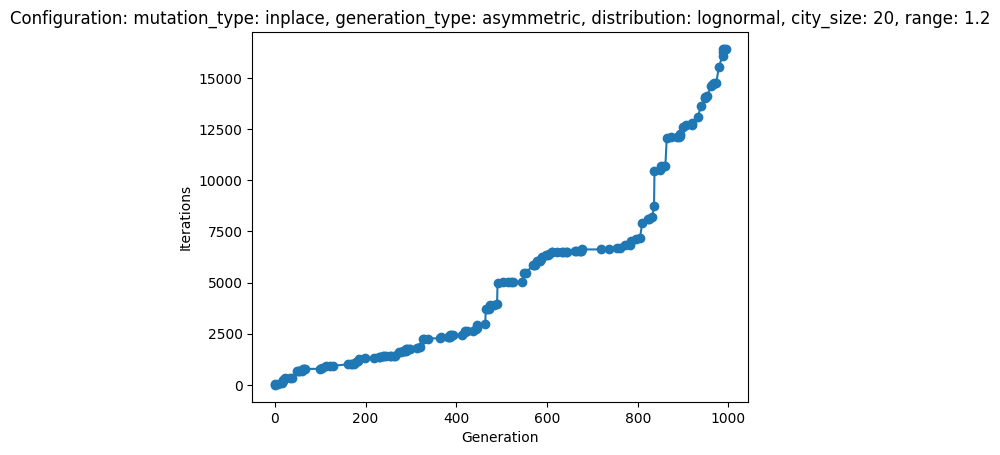 Configuration: mutation_type: inplace, generation_type: asymmetric, distribution: lognormal, city_size: 20, range: 1.2
15000
12500
10000
7500
5000
2500
0
Iterations
0 200 400 600 800 1000
Generation